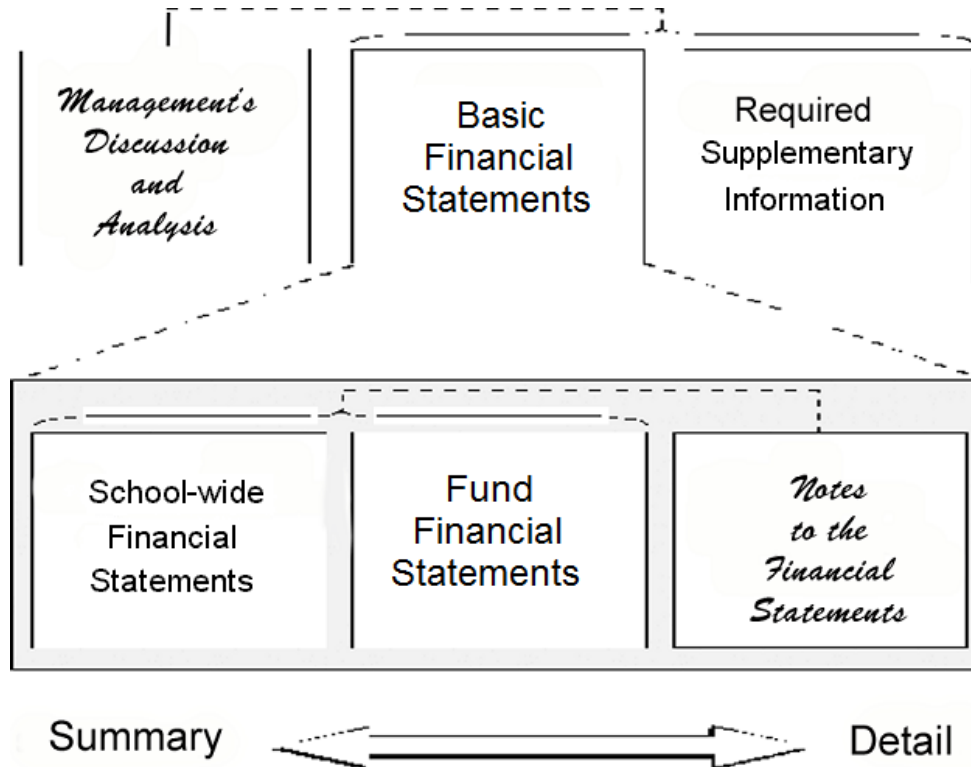 Management's
Discussion
and
Analysis
Basic
Financial
Statements
Required
Supplementary
Information
School-wide
Financial
Statements
Fund
Financial
Statements
Notes
to the
Financial
Statements
Summary
Detail